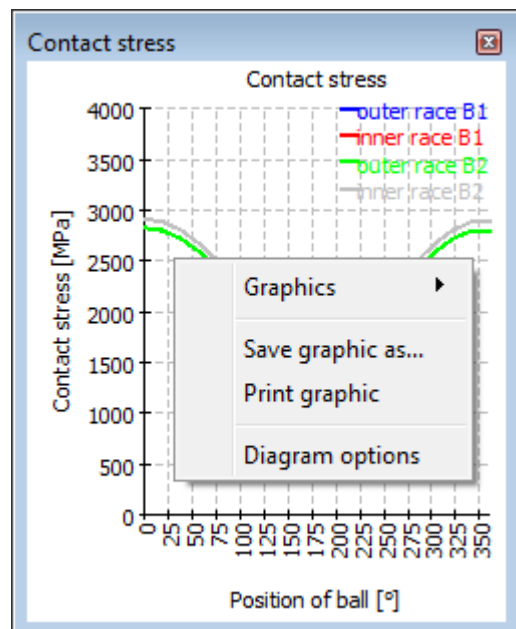 Contact stress
Contact stress
outer race B1
inner race B1
outer race B2
inner race B2
4000
3500
3000
2500
2000
1500
1000
500
0
Contact stress [MPa]
Graphics
Save graphic as...
Print graphic
Diagram options
0 25 50 75 100 125 150 175 200 225 250 275 300 325 350
Position of ball [°]